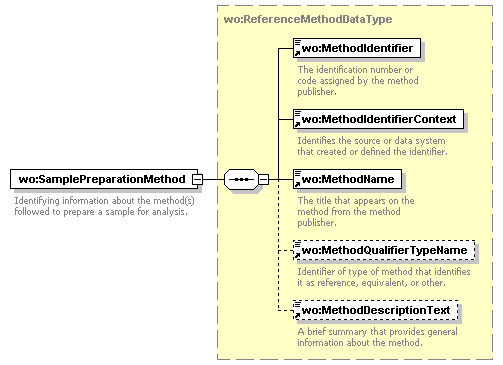 wo:ReferenceMethodDataType
wo:MethodIdentifier
The identification number or
code assigned by the method
publisher.
wo:MethodIdentifierContext
Identifies the source or data system
that created or defined the identifier.
wo:SamplePreparationMethod
Identifying information about the method(s)
followed to prepare a sample for analysis.
wo:MethodName
The title that appears on the
method from the method
publisher.
wo:MethodQualifierTypeName
Identifier of type of method that identifies
it as reference, equivalent, or other.
wo:MethodDescriptionText
A brief summary that provides general
information about the method.